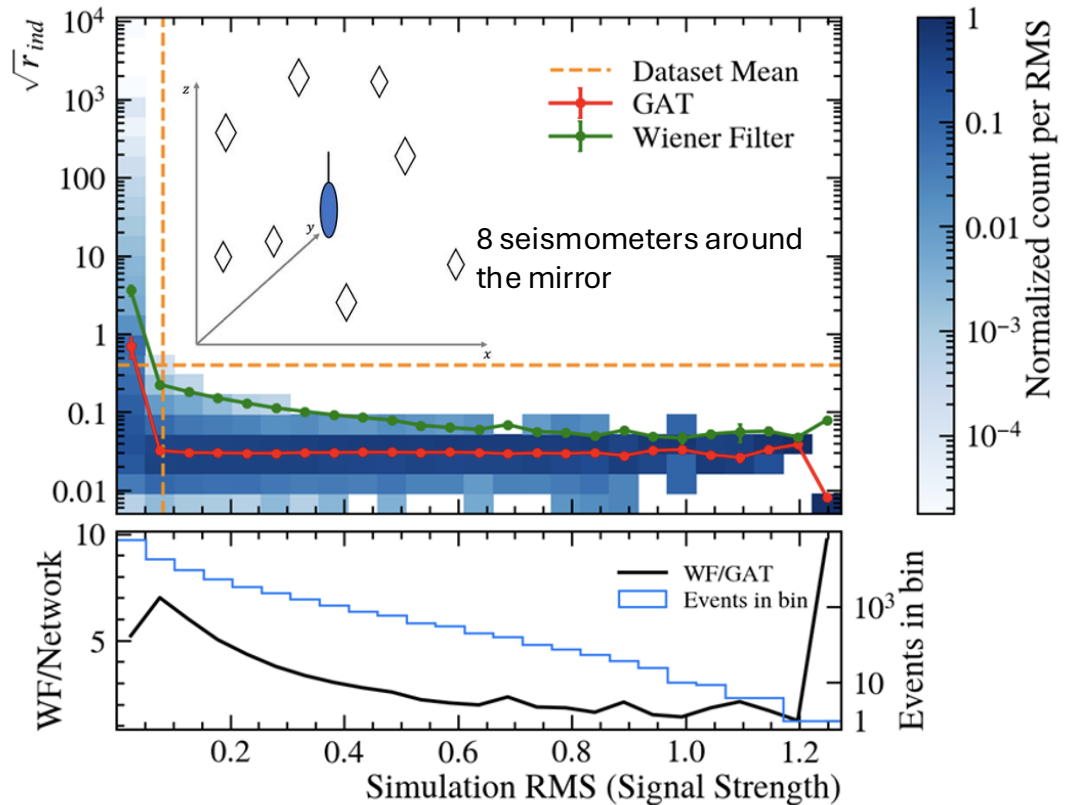 √r_ind
10⁴
10³
100
10
1
0.1
0.01
z
y
x
Dataset Mean
GAT
Wiener Filter
8 seismometers around
the mirror
1
0.1
0.01
10⁻³
10⁻⁴
Normalized count per RMS
WF/Network
10
5
WF/GAT
Events in bin
10³
10
1
Events in bin
0.2 0.4 0.6 0.8 1.0 1.2
Simulation RMS (Signal Strength)